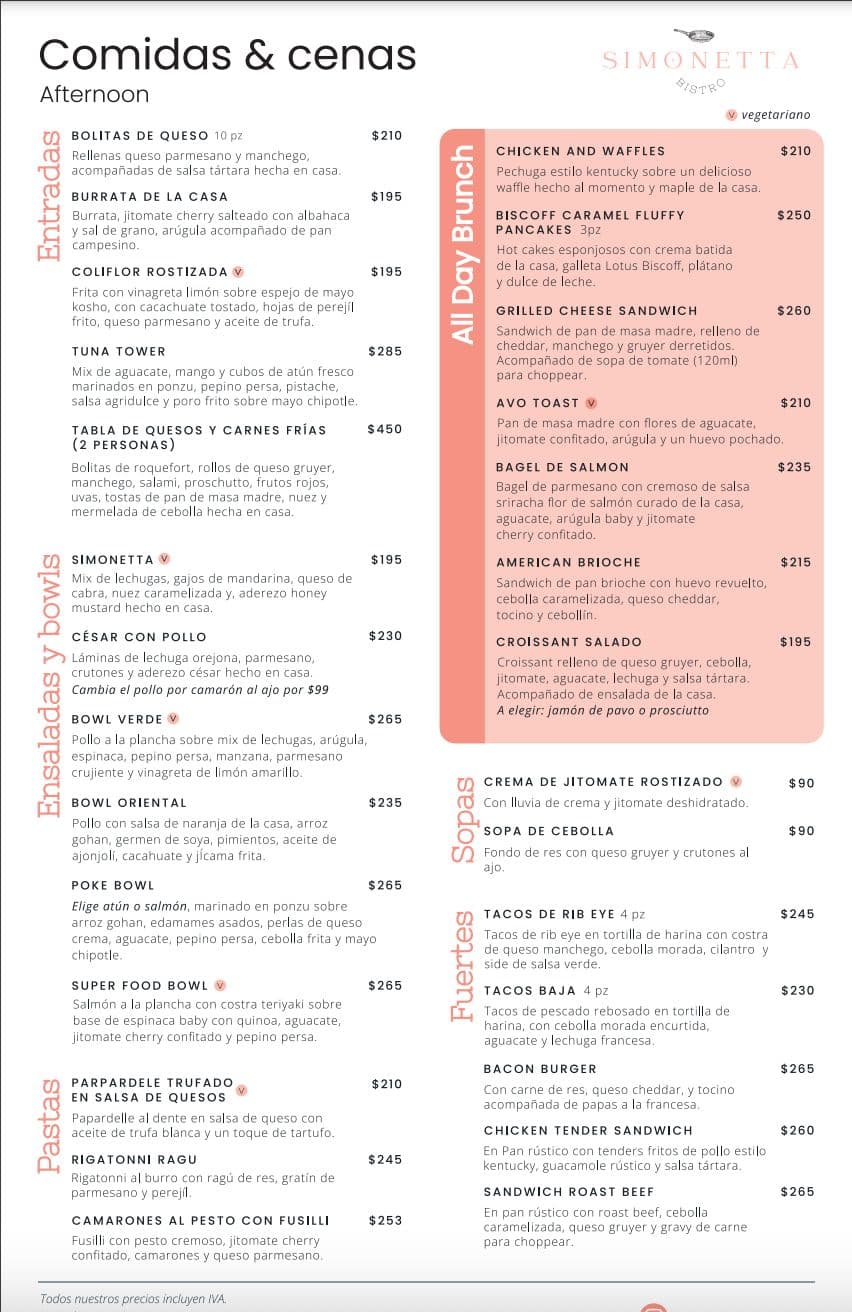 Comidas & cenas
Afternoon
SIMONETTA
BISTRO
V vegetariano
Entradas
BOLITAS DE QUESO 10 pz $210
Rellenas queso parmesano y manchego,
acompañadas de salsa tártara hecha en casa.
BURRATA DE LA CASA $195
Burrata, jitomate cherry salteado con albahaca
y sal de grano, arúgula acompañado de pan
campesino.
COLIFLOR ROSTIZADA V $195
Frita con vinagreta limón sobre espejo de mayo
kosho, con cacachuate tostado, hojas de perejíl
frito, queso parmesano y aceite de trufa.
TUNA TOWER $285
Mix de aguacate, mango y cubos de atún fresco
marinados en ponzu, pepino persa, pistache,
salsa agridulce y poro frito sobre mayo chipotle.
TABLA DE QUESOS Y CARNES FRÍAS $450
(2 PERSONAS)
Bolitas de roquefort, rollos de queso gruyer,
manchego, salami, proschutto, frutos rojos,
uvas, tostas de pan de masa madre, nuez y
mermelada de cebolla hecha en casa.
Ensaladas y bowls
SIMONETTA V $195
Mix de lechugas, gajos de mandarina, queso de
cabra, nuez caramelizada y, aderezo honey
mustard hecho en casa.
CÉSAR CON POLLO $230
Láminas de lechuga orejona, parmesano,
crutones y aderezo césar hecho en casa.
Cambia el pollo por camarón al ajo por $99
BOWL VERDE V $265
Pollo a la plancha sobre mix de lechugas, arúgula,
espinaca, pepino persa, manzana, parmesano
crujiente y vinagreta de limón amarillo.
BOWL ORIENTAL $235
Pollo con salsa de naranja de la casa, arroz
gohan, germen de soya, pimientos, aceite de
ajonjolí, cacahuate y jÍcama frita.
POKE BOWL $265
Elige atún o salmón, marinado en ponzu sobre
arroz gohan, edamames asados, perlas de queso
crema, aguacate, pepino persa, cebolla frita y mayo
chipotle.
SUPER FOOD BOWL V $265
Salmón a la plancha con costra teriyaki sobre
base de espinaca baby con quinoa, aguacate,
jitomate cherry confitado y pepino persa.
Pastas
PARPARDELE TRUFADO
EN SALSA DE QUESOS V $210
Papardelle al dente en salsa de queso con
aceite de trufa blanca y un toque de tartufo.
RIGATONNI RAGU $245
Rigatonni al burro con ragú de res, gratín de
parmesano y perejíl.
CAMARONES AL PESTO CON FUSILLI $253
Fusilli con pesto cremoso, jitomate cherry
confitado, camarones y queso parmesano.
All Day Brunch
CHICKEN AND WAFFLES $210
Pechuga estilo kentucky sobre un delicioso
waffle hecho al momento y maple de la casa.
BISCOFF CARAMEL FLUFFY $250
PANCAKES 3pz
Hot cakes esponjosos con crema batida
de la casa, galleta Lotus Biscoff, plátano
y dulce de leche.
GRILLED CHEESE SANDWICH $260
Sandwich de pan de masa madre, relleno de
cheddar, manchego y gruyer derretidos.
Acompañado de sopa de tomate (120ml)
para choppear.
AVO TOAST V $210
Pan de masa madre con flores de aguacate,
jitomate confitado, arúgula y un huevo pochado.
BAGEL DE SALMON $235
Bagel de parmesano con cremoso de salsa
sriracha flor de salmón curado de la casa,
aguacate, arúgula baby y jitomate
cherry confitado.
AMERICAN BRIOCHE $215
Sandwich de pan brioche con huevo revuelto,
cebolla caramelizada, queso cheddar,
tocino y cebollín.
CROISSANT SALADO $195
Croissant relleno de queso gruyer, cebolla,
jitomate, aguacate, lechuga y salsa tártara.
Acompañado de ensalada de la casa.
A elegir: jamón de pavo o prosciutto
Sopas
CREMA DE JITOMATE ROSTIZADO V $90
Con lluvia de crema y jitomate deshidratado.
SOPA DE CEBOLLA $90
Fondo de res con queso gruyer y crutones al
ajo.
Fuertes
TACOS DE RIB EYE 4 pz $245
Tacos de rib eye en tortilla de harina con costra
de queso manchego, cebolla morada, cilantro y
side de salsa verde.
TACOS BAJA 4 pz $230
Tacos de pescado rebosado en tortilla de
harina, con cebolla morada encurtida,
aguacate y lechuga francesa.
BACON BURGER $265
Con carne de res, queso cheddar, y tocino
acompañada de papas a la francesa.
CHICKEN TENDER SANDWICH $260
En Pan rústico con tenders fritos de pollo estilo
kentucky, guacamole rústico y salsa tártara.
SANDWICH ROAST BEEF $265
En pan rústico con roast beef, cebolla
caramelizada, queso gruyer y gravy de carne
para choppear.
Todos nuestros precios incluyen IVA.